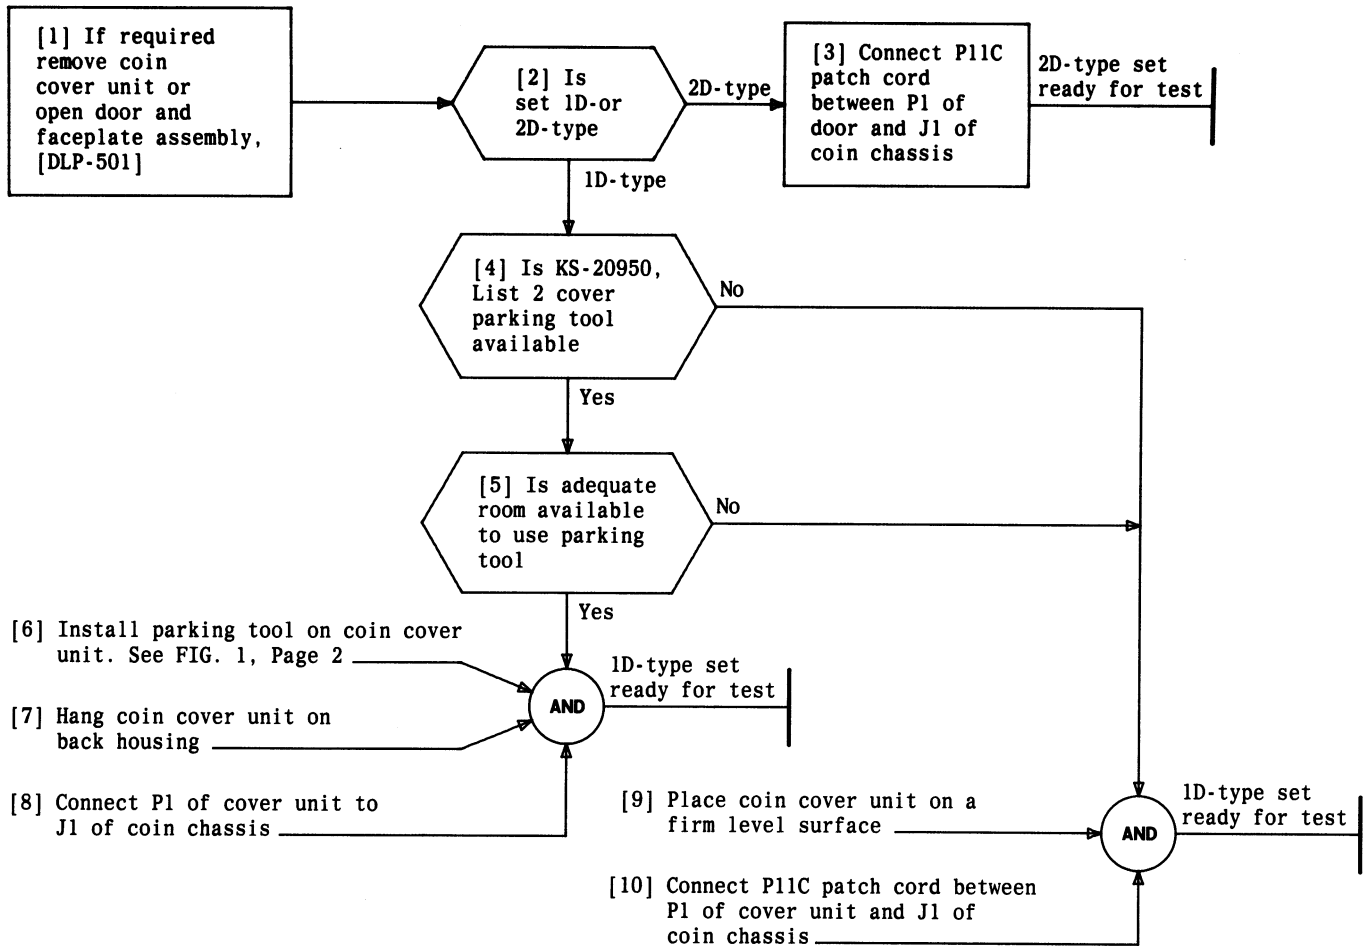 [1] If required
remove coin
cover unit or
open door and
faceplate assembly,
[DLP-501]
[2] Is
set 1D-or
2D-type
2D-type
[3] Connect P11C
patch cord
between P1 of
door and J1 of
coin chassis
2D-type set
ready for test
1D-type
[4] Is KS-20950,
List 2 cover
parking tool
available
No
Yes
[5] Is adequate
room available
to use parking
tool
No
Yes
[6] Install parking tool on coin cover
unit. See FIG. 1, Page 2
[7] Hang coin cover unit on
back housing
[8] Connect P1 of cover unit to
J1 of coin chassis
AND
1D-type set
ready for test
[9] Place coin cover unit on a
firm level surface
[10] Connect P11C patch cord between
P1 of cover unit and J1 of
coin chassis
AND
1D-type set
ready for test